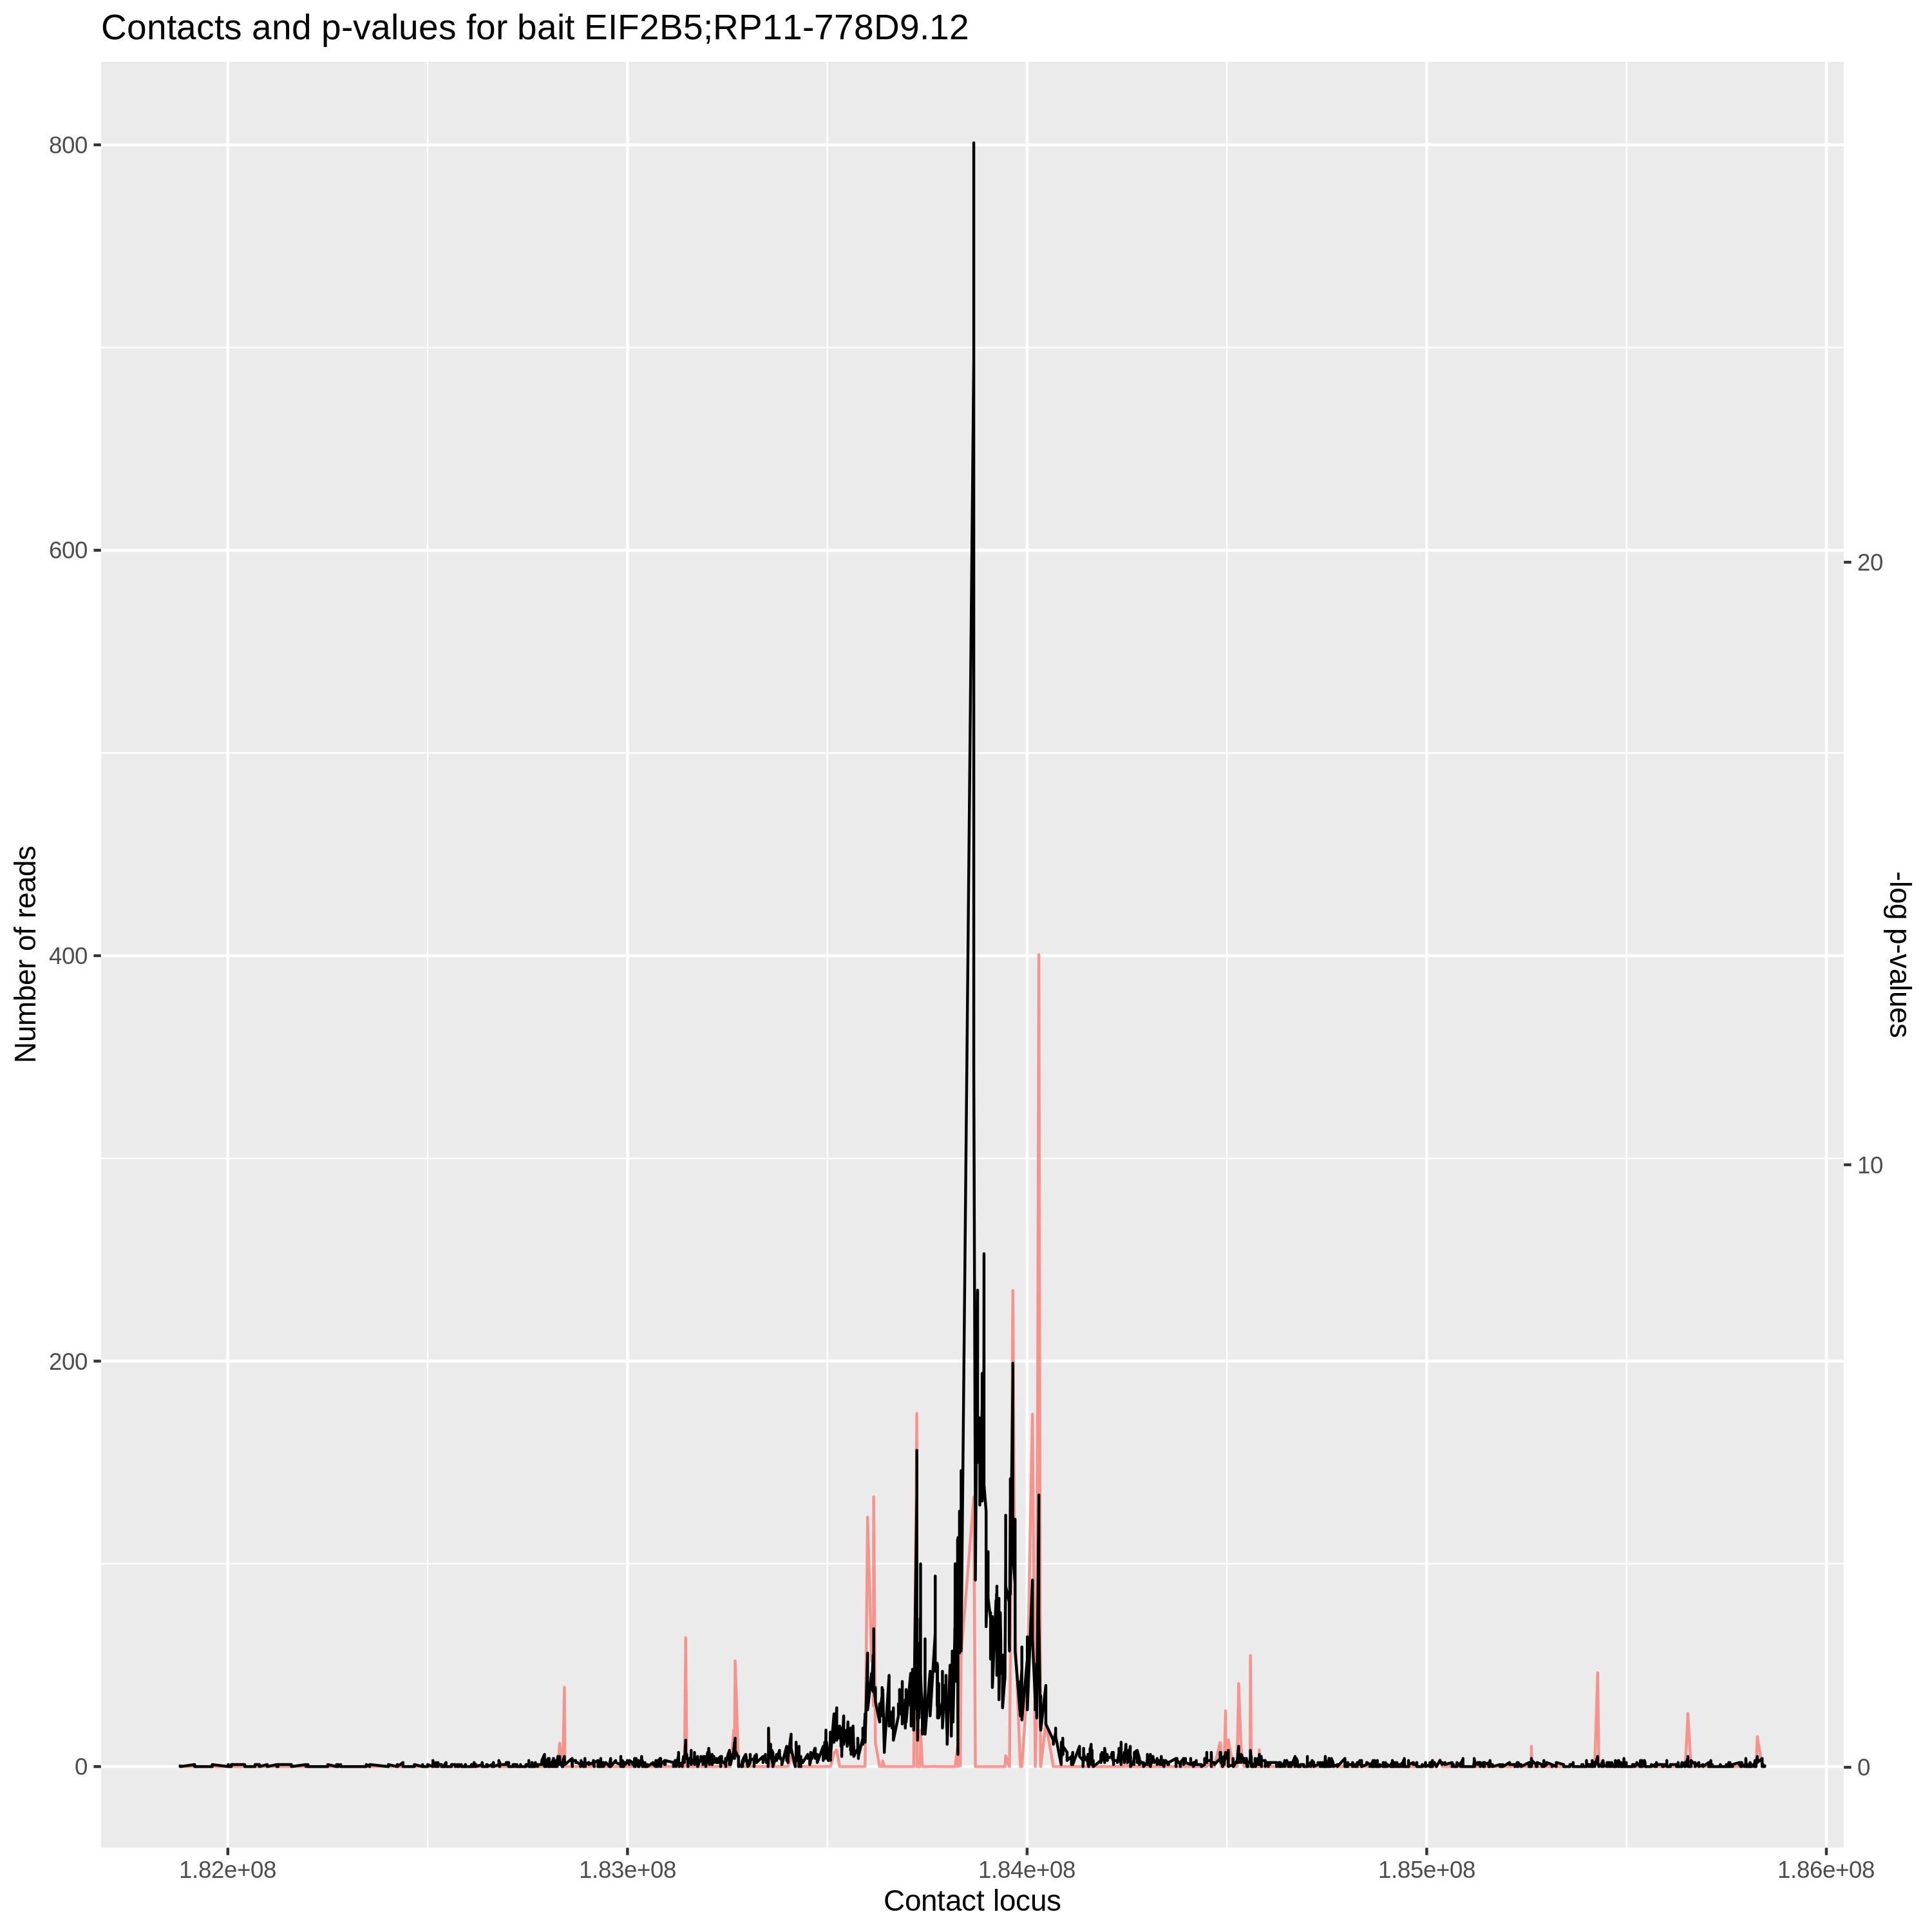 Contacts and p-values for bait EIF2B5;RP11-778D9.12
800
600
400
200
0
Number of reads
20
10
0
-log p-values
1.82e+08
1.83e+08
1.84e+08
1.85e+08
1.86e+08
Contact locus